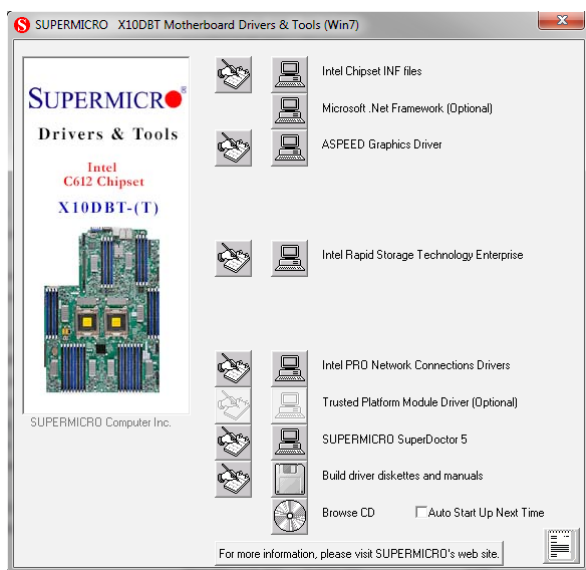 SUPERMICRO X10DBT Motherboard Drivers & Tools (Win7)
SUPERMICRO®
Drivers & Tools
Intel
C612 Chipset
X10DBT-(T)
SUPERMICRO Computer Inc.
Intel Chipset INF files
Microsoft .Net Framework (Optional)
ASPEED Graphics Driver
Intel Rapid Storage Technology Enterprise
Intel PRO Network Connections Drivers
Trusted Platform Module Driver (Optional)
SUPERMICRO SuperDoctor 5
Build driver diskettes and manuals
Browse CD
Auto Start Up Next Time
For more information, please visit SUPERMICRO's web site.